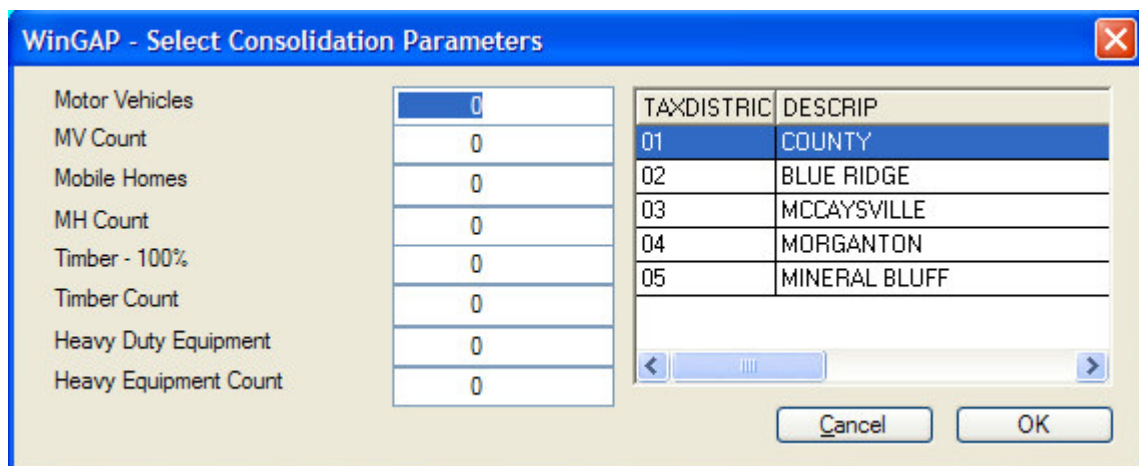 WinGAP - Select Consolidation Parameters
Motor Vehicles 0
MV Count 0
Mobile Homes 0
MH Count 0
Timber - 100% 0
Timber Count 0
Heavy Duty Equipment 0
Heavy Equipment Count 0
TAXDISTRIC DESCRIP
01 COUNTY
02 BLUE RIDGE
03 MCCAYSVILLE
04 MORGANTON
05 MINERAL BLUFF
Cancel OK